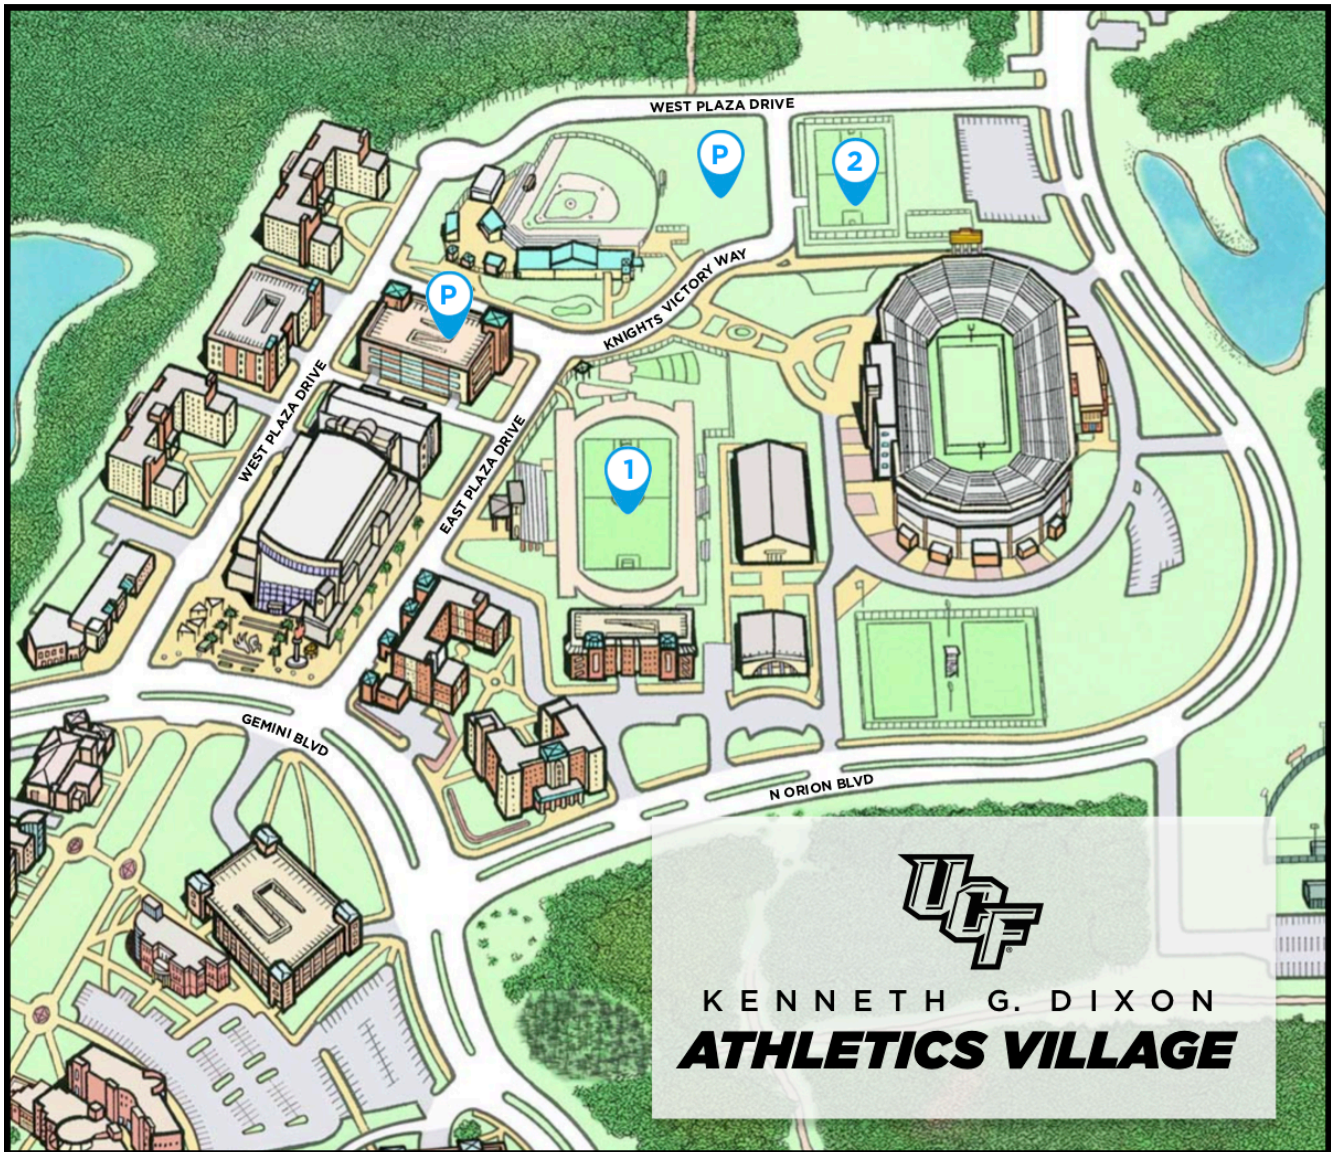 WEST PLAZA DRIVE
P
2
KNIGHTS VICTORY WAY
P
WEST PLAZA DRIVE
EAST PLAZA DRIVE
1
GEMINI BLVD
N ORION BLVD
UCF
KENNETH G. DIXON
ATHLETICS VILLAGE